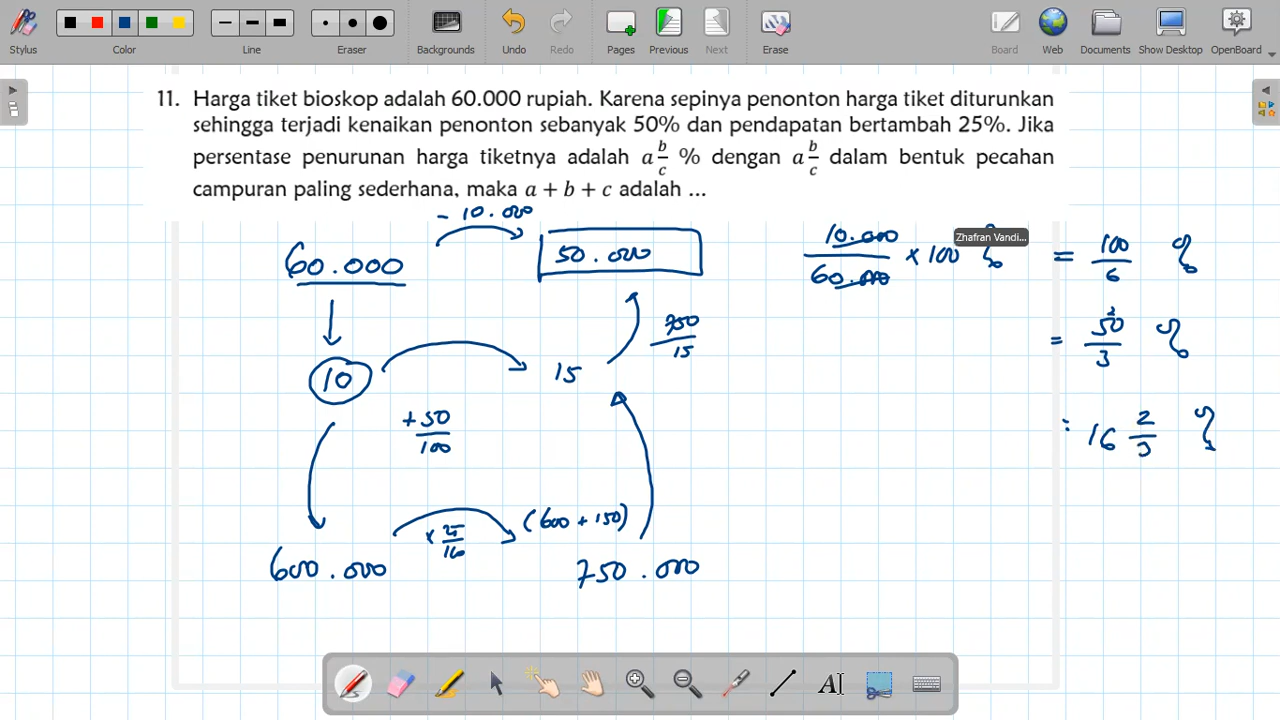 Stylus Color Line Eraser Backgrounds Undo Redo Pages Previous Next Erase Board Web Documents Show Desktop OpenBoard
11. Harga tiket bioskop adalah 60.000 rupiah. Karena sepinya penonton harga tiket diturunkan
sehingga terjadi kenaikan penonton sebanyak 50% dan pendapatan bertambah 25%. Jika
persentase penurunan harga tiketnya adalah a b/c % dengan a b/c dalam bentuk pecahan
campuran paling sederhana, maka a + b + c adalah ...
- 10.000
60.000
50.000
10.000/60.000 × 100 %
Zhafran Vandi...
= 100/6 %
750/15
= 50/3 %
10
15
+50/100
= 16 2/3 %
(600 + 150)
600.000
750.000